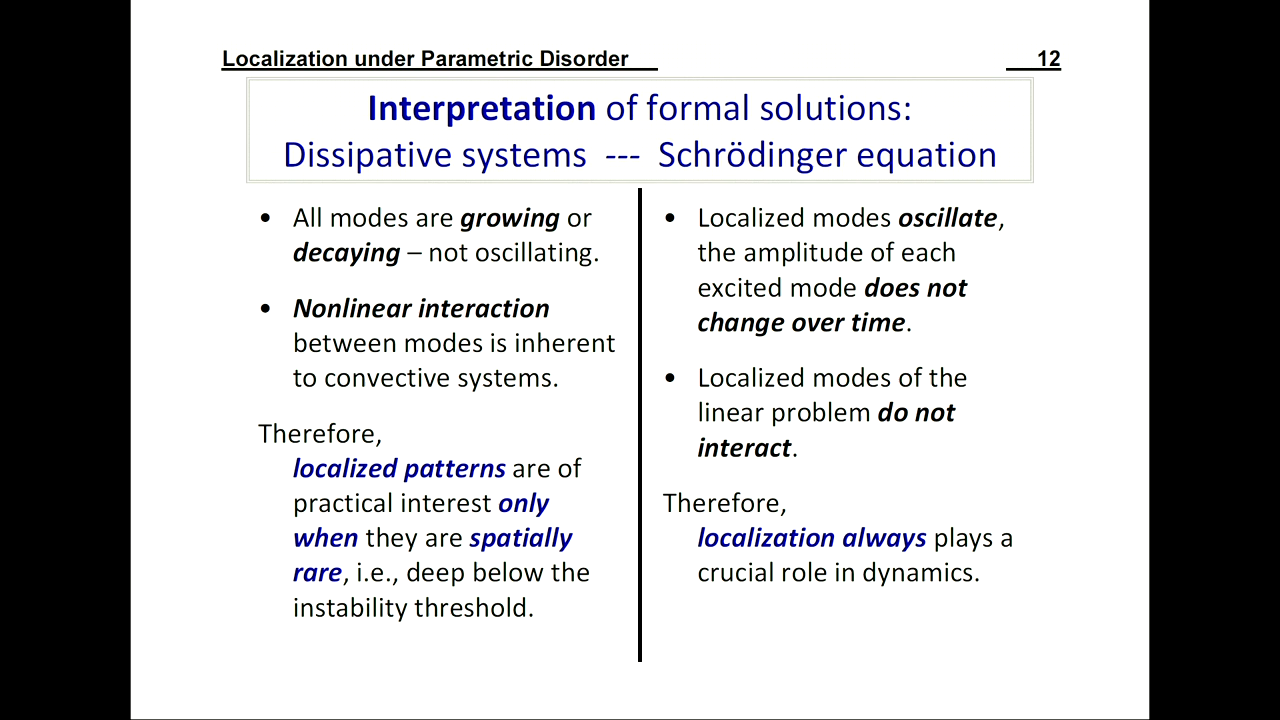 Localization under Parametric Disorder 12
Interpretation of formal solutions:
Dissipative systems --- Schrödinger equation
• All modes are growing or
decaying – not oscillating.
• Nonlinear interaction
between modes is inherent
to convective systems.
Therefore,
localized patterns are of
practical interest only
when they are spatially
rare, i.e., deep below the
instability threshold.
• Localized modes oscillate,
the amplitude of each
excited mode does not
change over time.
• Localized modes of the
linear problem do not
interact.
Therefore,
localization always plays a
crucial role in dynamics.